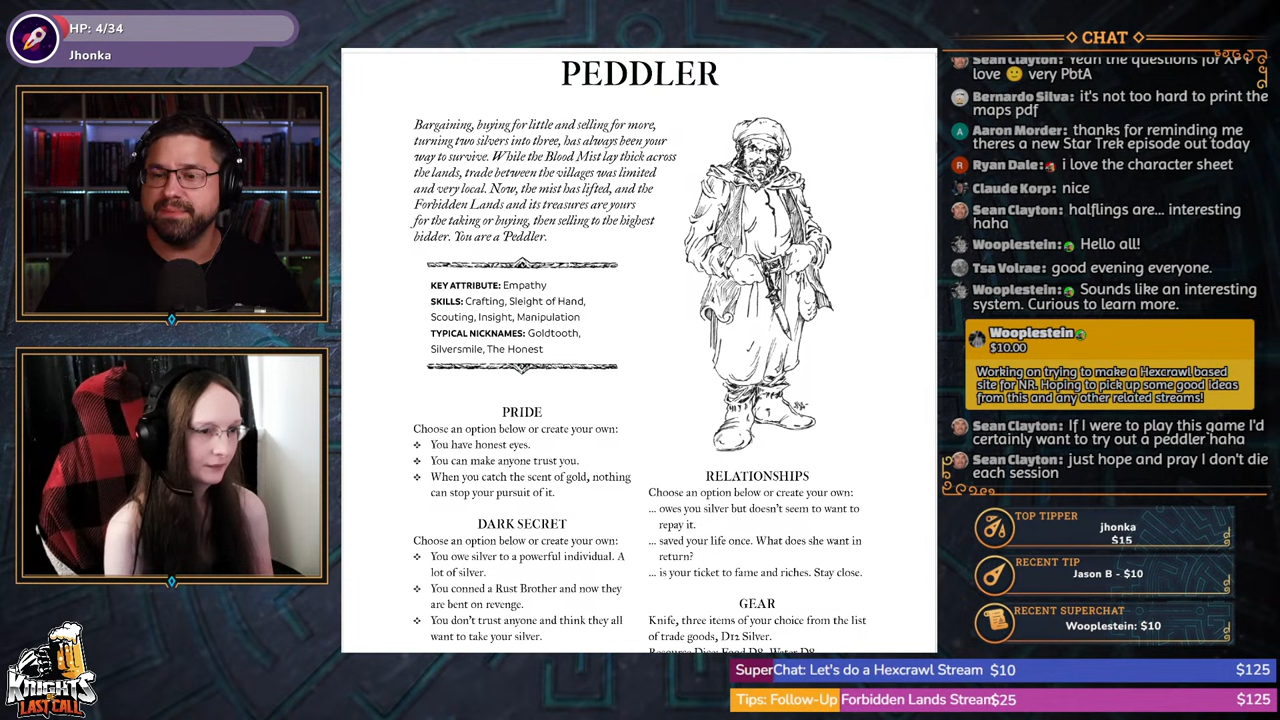 HP: 4/34
Jhonka
PEDDLER
Bargaining, buying for little and selling for more,
turning two silvers into three, has always been your
way to survive. While the Blood Mist lay thick across
the lands, trade between the villages was limited
and very local. Now, the mist has lifted, and the
Forbidden Lands and its treasures are yours
for the taking or buying, then selling to the highest
bidder. You are a Peddler.
KEY ATTRIBUTE: Empathy
SKILLS: Crafting, Sleight of Hand,
Scouting, Insight, Manipulation
TYPICAL NICKNAMES: Goldtooth,
Silversmile, The Honest
PRIDE
Choose an option below or create your own:
❖ You have honest eyes.
❖ You can make anyone trust you.
❖ When you catch the scent of gold, nothing
can stop your pursuit of it.
DARK SECRET
Choose an option below or create your own:
❖ You owe silver to a powerful individual. A
lot of silver.
❖ You conned a Rust Brother and now they
are bent on revenge.
❖ You don't trust anyone and think they all
want to take your silver.
RELATIONSHIPS
Choose an option below or create your own:
... owes you silver but doesn't seem to want to
repay it.
... saved your life once. What does she want in
return?
... is your ticket to fame and riches. Stay close.
GEAR
Knife, three items of your choice from the list
of trade goods, D12 Silver.
Resource Dice: Food D8, Water D8
CHAT
Sean Clayton: Yeah the questions for XP I
love 🙂 very PbtA
Bernardo Silva: it's not too hard to print the
maps pdf
A
Aaron Morder: thanks for reminding me
theres a new Star Trek episode out today
R
Ryan Dale: i love the character sheet
Claude Korp: nice
Sean Clayton: halflings are... interesting
haha
Wooplestein: Hello all!
Tsa Volrae: good evening everyone.
Wooplestein: Sounds like an interesting
system. Curious to learn more.
Wooplestein
$10.00
Working on trying to make a Hexcrawl based
site for NR. Hoping to pick up some good ideas
from this and any other related streams!
Sean Clayton: If I were to play this game I'd
certainly want to try out a peddler haha
Sean Clayton: just hope and pray I don't die
each session
TOP TIPPER
jhonka
$15
RECENT TIP
Jason B - $10
RECENT SUPERCHAT
Wooplestein: $10
SuperChat: Let's do a Hexcrawl Stream $10 $125
Tips: Follow-Up Forbidden Lands Stream $25 $125
KNIGHTS
OF
LAST CALL